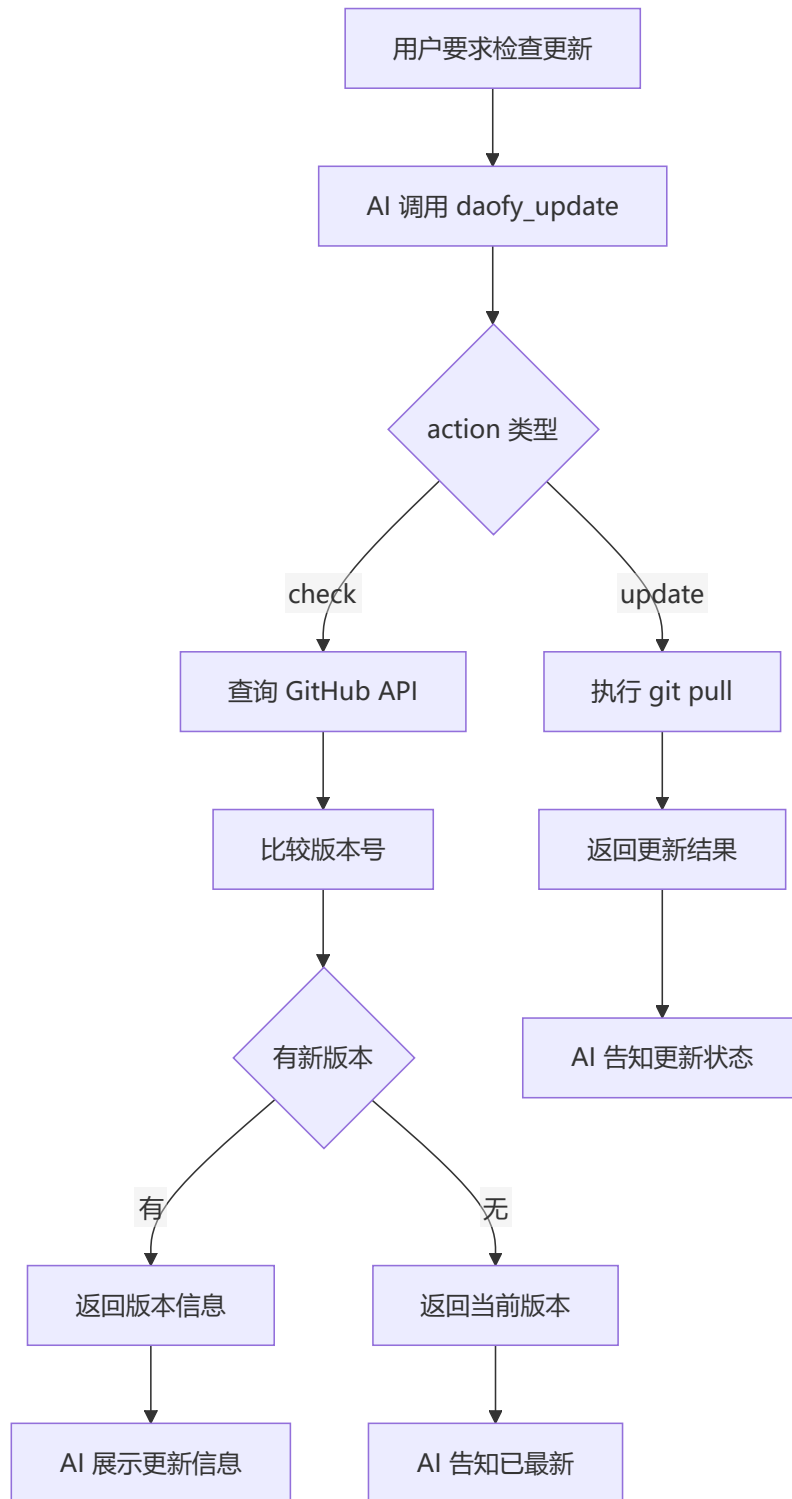 用户要求检查更新
AI 调用 daofy_update
action 类型
check
update
查询 GitHub API
执行 git pull
比较版本号
返回更新结果
有新版本
AI 告知更新状态
有
无
返回版本信息
返回当前版本
AI 展示更新信息
AI 告知已最新